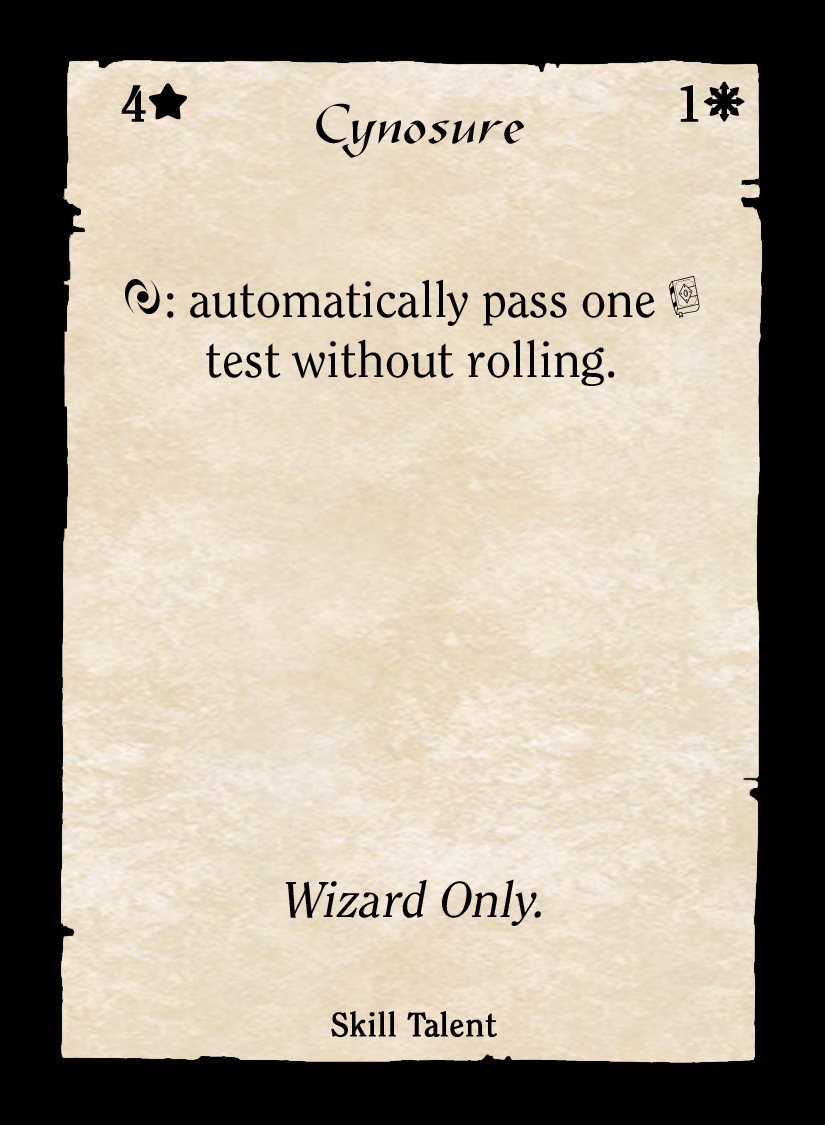 4★
Cynosure
1
: automatically pass one
test without rolling.
Wizard Only.
Skill Talent